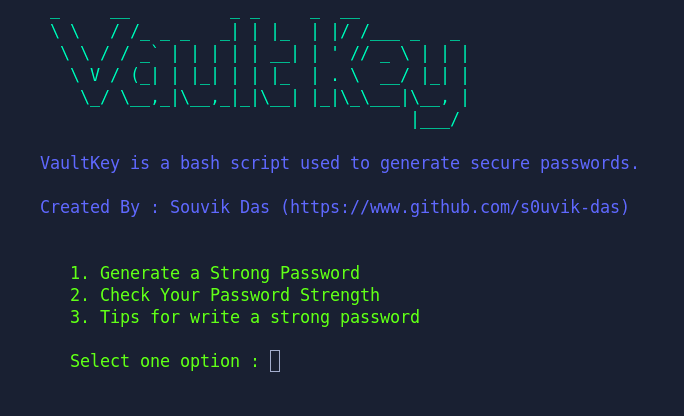 VaultKey
VaultKey is a bash script used to generate secure passwords.
Created By : Souvik Das (https://www.github.com/s0uvik-das)
1. Generate a Strong Password
2. Check Your Password Strength
3. Tips for write a strong password
Select one option :